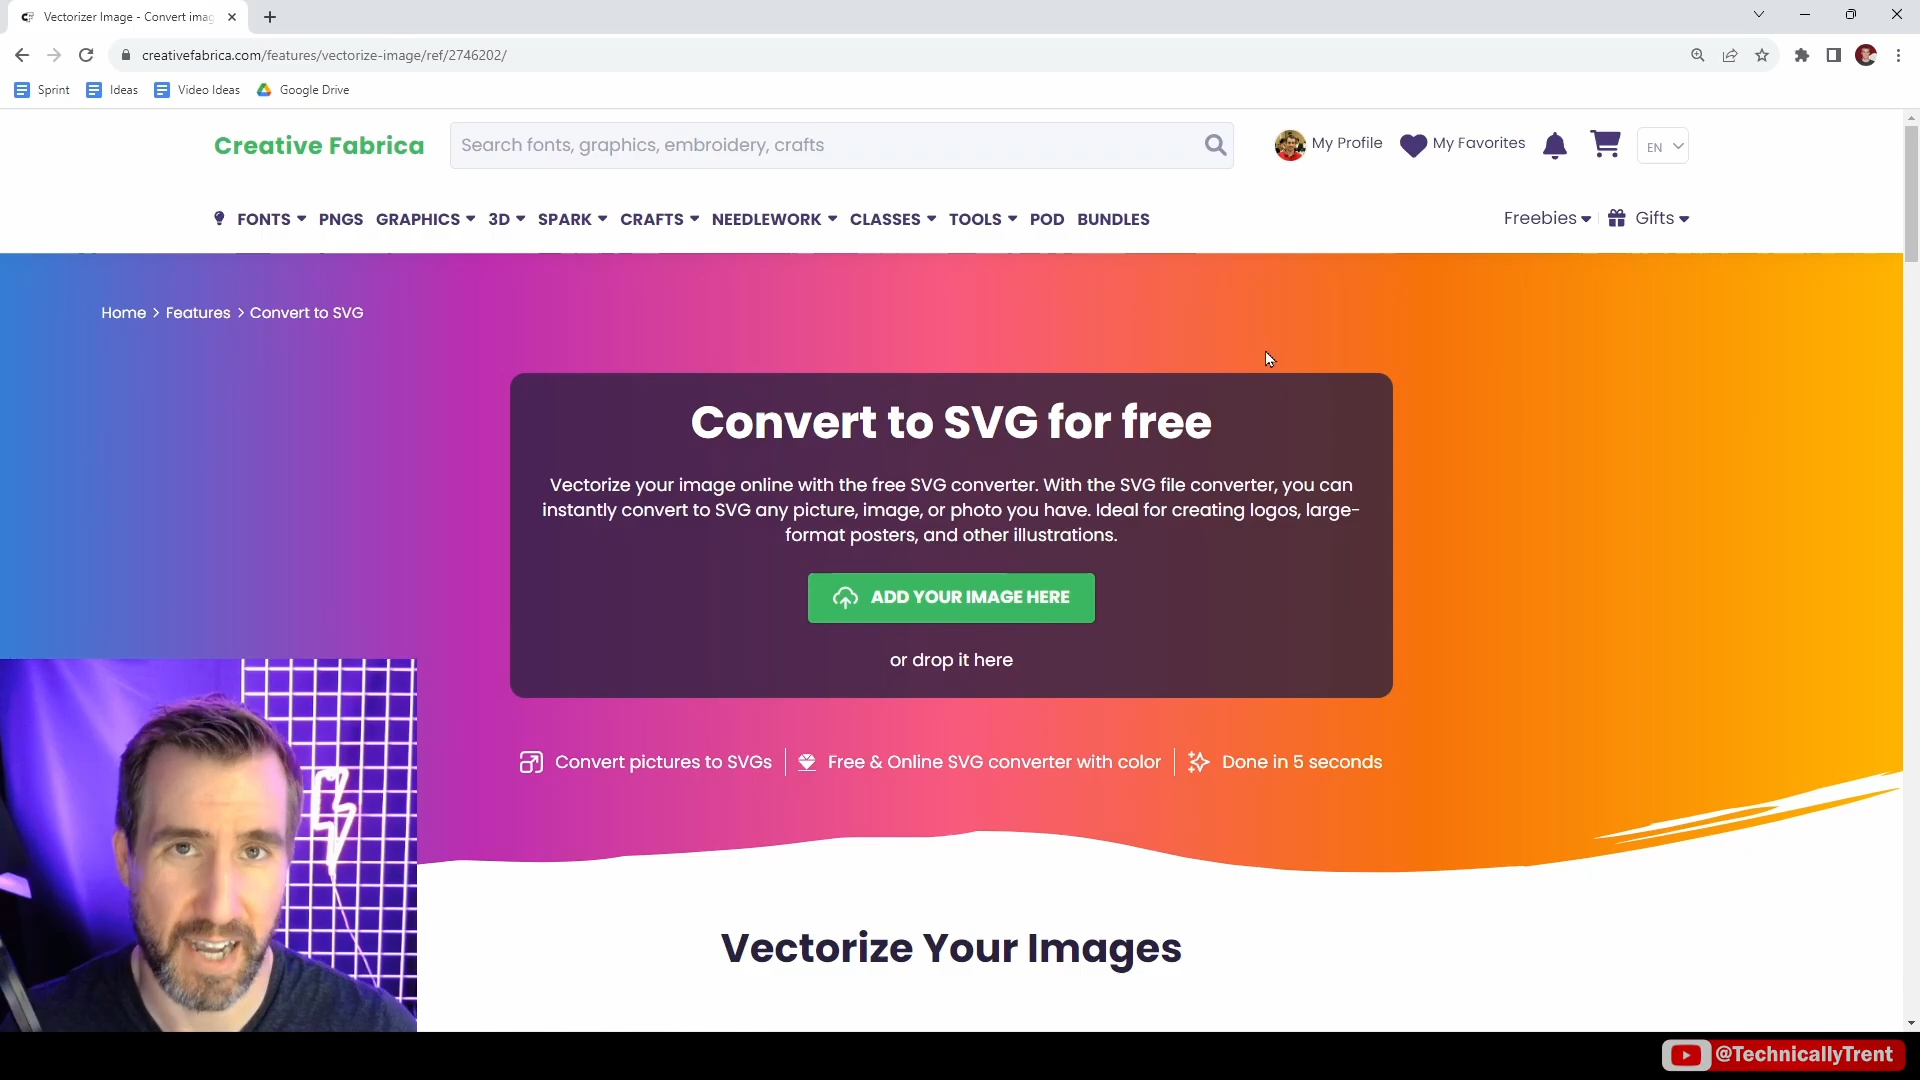 Vectorizer Image - Convert imag
creativefabrica.com/features/vectorize-image/ref/2746202/
Sprint Ideas Video Ideas Google Drive
Creative Fabrica
Search fonts, graphics, embroidery, crafts
My Profile My Favorites EN
FONTS PNGS GRAPHICS 3D SPARK CRAFTS NEEDLEWORK CLASSES TOOLS POD BUNDLES Freebies Gifts
Home > Features > Convert to SVG
Convert to SVG for free
Vectorize your image online with the free SVG converter. With the SVG file converter, you can
instantly convert to SVG any picture, image, or photo you have. Ideal for creating logos, large-
format posters, and other illustrations.
ADD YOUR IMAGE HERE
or drop it here
Convert pictures to SVGs Free & Online SVG converter with color Done in 5 seconds
Vectorize Your Images
@TechnicallyTrent